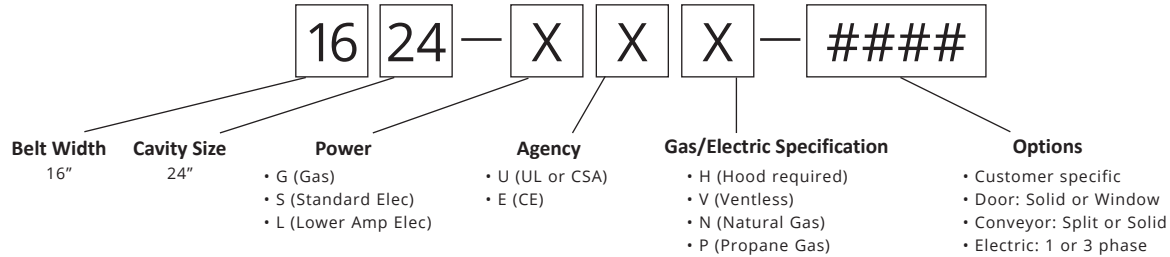 16 24 — X X X — ####
Belt Width
16”
Cavity Size
24”
Power
• G (Gas)
• S (Standard Elec)
• L (Lower Amp Elec)
Agency
• U (UL or CSA)
• E (CE)
Gas/Electric Specification
• H (Hood required)
• V (Ventless)
• N (Natural Gas)
• P (Propane Gas)
Options
• Customer specific
• Door: Solid or Window
• Conveyor: Split or Solid
• Electric: 1 or 3 phase